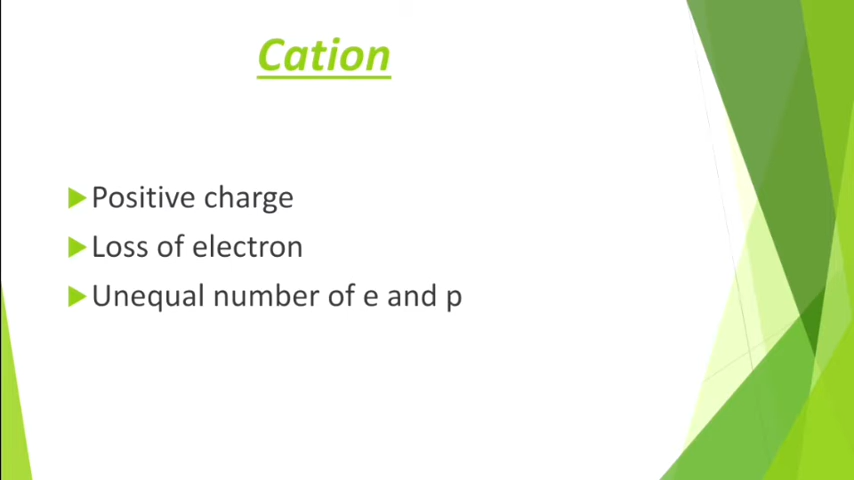 Cation
Positive charge
Loss of electron
Unequal number of e and p